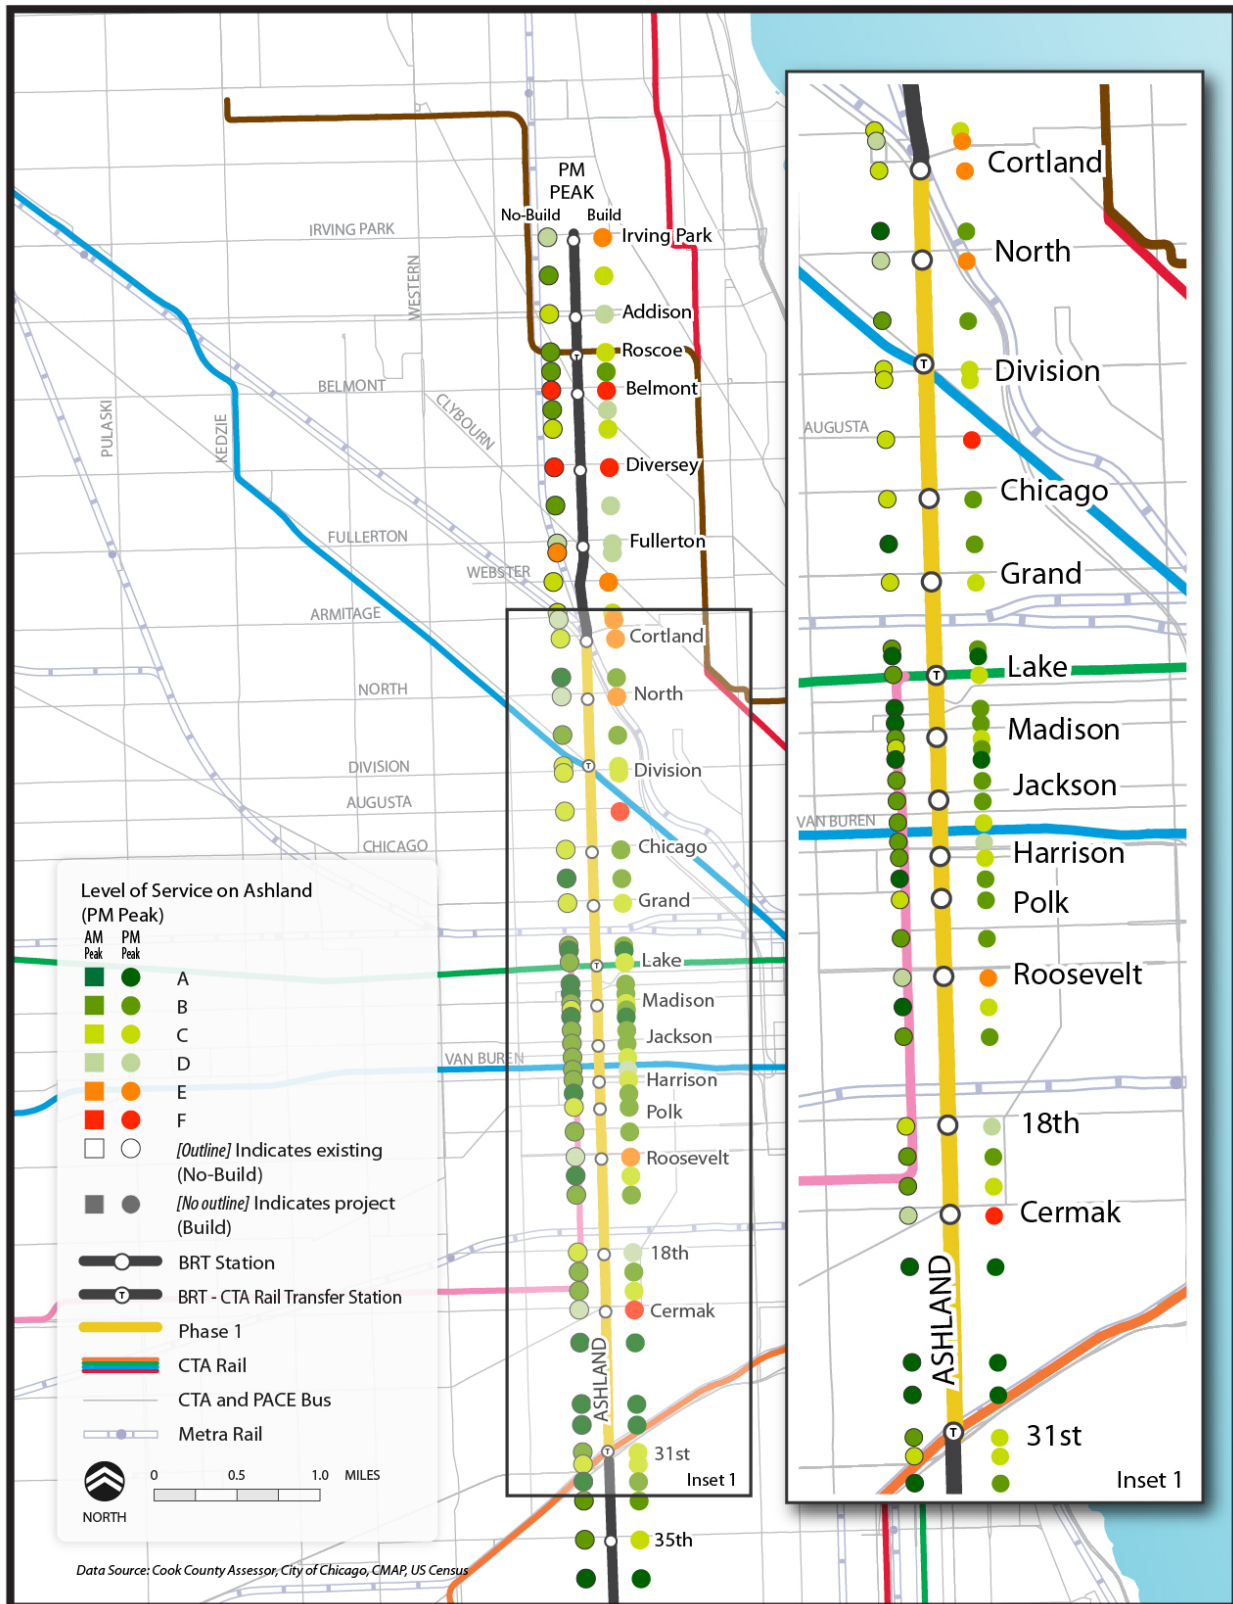 PM
PEAK
No-Build
Build
Irving Park
IRVING PARK
WESTERN
Addison
Roscoe
BELMONT
Belmont
CLYBOURN
PULASKI
KEDZIE
Diversey
FULLERTON
Fullerton
WEBSTER
ARMITAGE
Cortland
NORTH
North
DIVISION
Division
AUGUSTA
CHICAGO
Chicago
Grand
Lake
Madison
Jackson
VAN BUREN
Harrison
Polk
Roosevelt
18th
Cermak
ASHLAND
31st
Inset 1
35th
Level of Service on Ashland
(PM Peak)
AM
Peak
PM
Peak
A
B
C
D
E
F
[Outline] Indicates existing
(No-Build)
[No outline] Indicates project
(Build)
BRT Station
T
BRT - CTA Rail Transfer Station
Phase 1
CTA Rail
CTA and PACE Bus
Metra Rail
NORTH
0 0.5 1.0 MILES
Data Source: Cook County Assessor, City of Chicago, CMAP, US Census
Cortland
North
T
Division
AUGUSTA
Chicago
Grand
T
Lake
Madison
Jackson
VAN BUREN
Harrison
Polk
Roosevelt
18th
Cermak
ASHLAND
T
31st
Inset 1